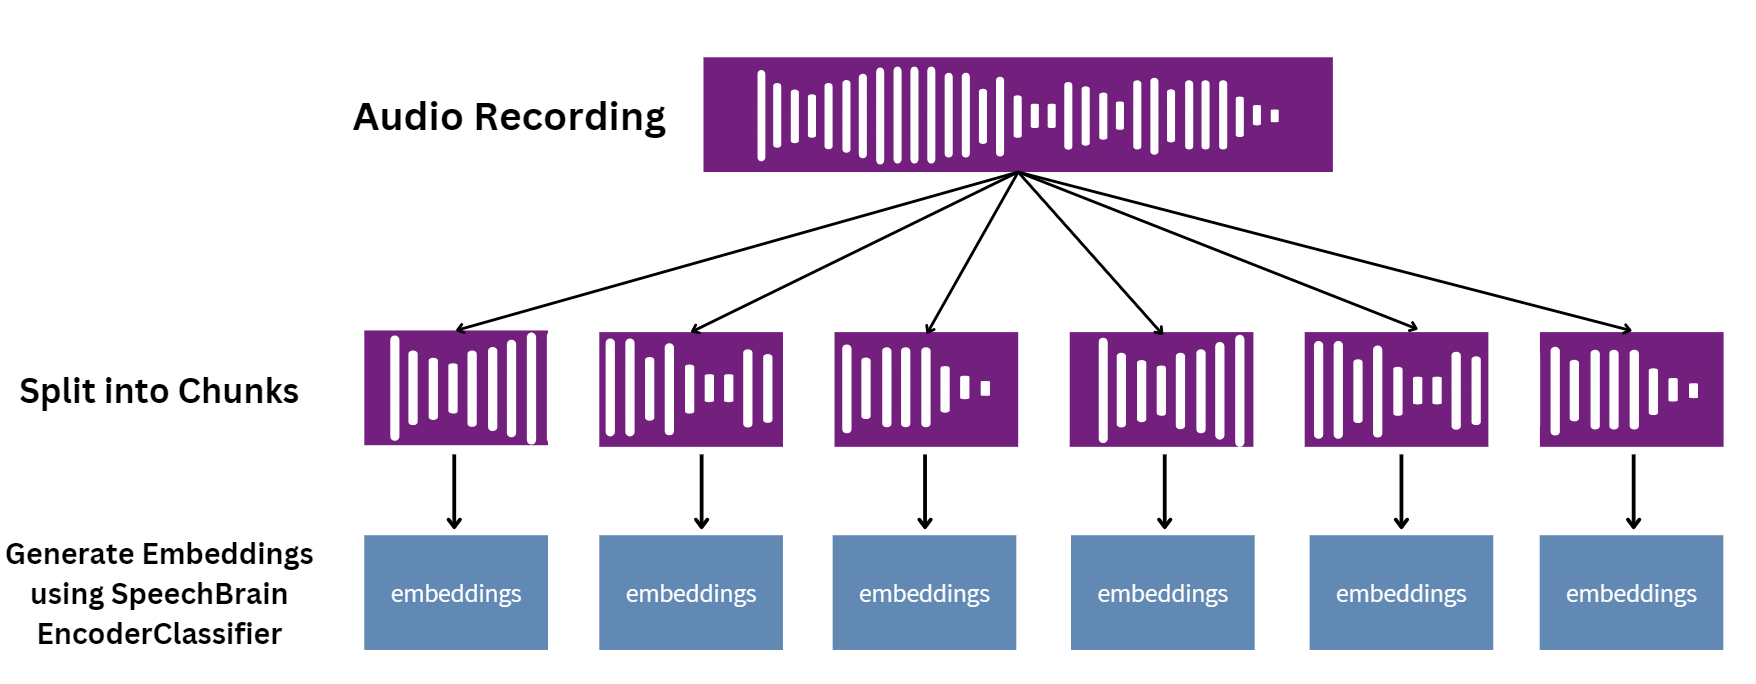 Audio Recording
Split into Chunks
Generate Embeddings
using SpeechBrain
EncoderClassifier
embeddings
embeddings
embeddings
embeddings
embeddings
embeddings